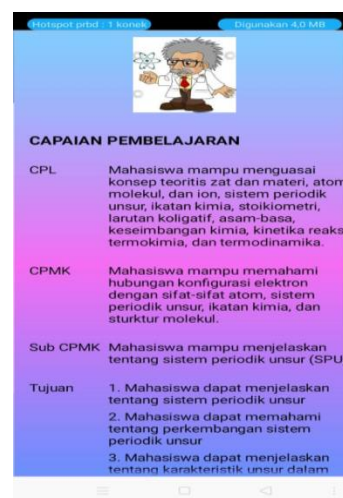 Hotspot prbd : 1 konek
Digunakan 4,0 MB
CAPAIAN PEMBELAJARAN
CPL
Mahasiswa mampu menguasai
konsep teoritis zat dan materi, atom
molekul, dan ion, sistem periodik
unsur, ikatan kimia, stoikiometri,
larutan koligatif, asam-basa,
keseimbangan kimia, kinetika reaks
termokimia, dan termodinamika.
CPMK
Mahasiswa mampu memahami
hubungan konfigurasi elektron
dengan sifat-sifat atom, sistem
periodik unsur, ikatan kimia, dan
sturktur molekul.
Sub CPMK
Mahasiswa mampu menjelaskan
tentang sistem periodik unsur (SPU
Tujuan
1. Mahasiswa dapat menjelaskan
tentang sistem periodik unsur
2. Mahasiswa dapat memahami
tentang perkembangan sistem
periodik unsur
3. Mahasiswa dapat menjelaskan
tentang karakteristik unsur dalam